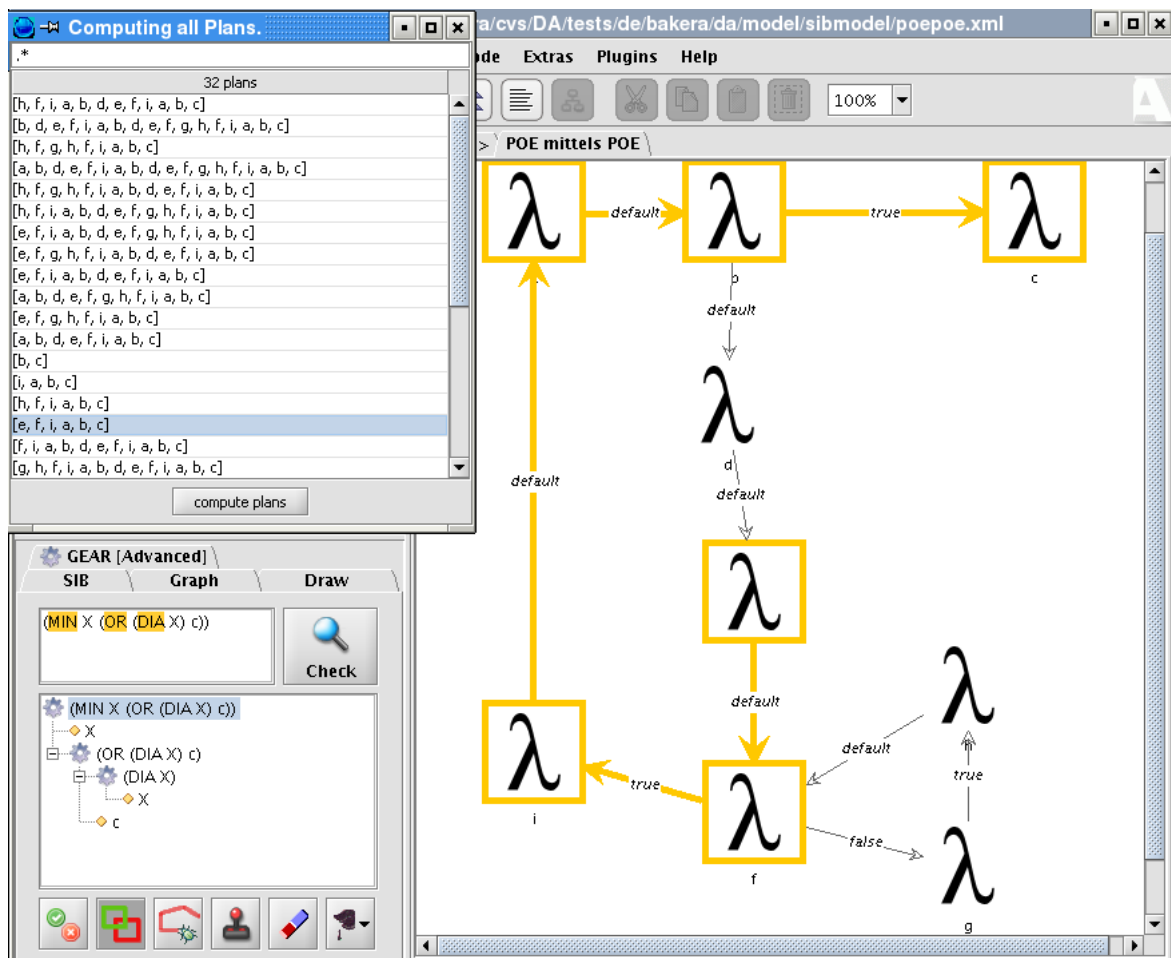 Computing all Plans.
ra/cvs/DA/tests/de/bakera/da/model/sibmodel/poepoe.xml
.*
32 plans
[h, f, i, a, b, d, e, f, i, a, b, c]
[b, d, e, f, i, a, b, d, e, f, g, h, f, i, a, b, c]
[h, f, g, h, f, i, a, b, c]
[a, b, d, e, f, i, a, b, d, e, f, g, h, f, i, a, b, c]
[h, f, g, h, f, i, a, b, d, e, f, i, a, b, c]
[h, f, i, a, b, d, e, f, g, h, f, i, a, b, c]
[e, f, i, a, b, d, e, f, g, h, f, i, a, b, c]
[e, f, g, h, f, i, a, b, d, e, f, i, a, b, c]
[e, f, i, a, b, d, e, f, i, a, b, c]
[a, b, d, e, f, g, h, f, i, a, b, c]
[e, f, g, h, f, i, a, b, c]
[a, b, d, e, f, i, a, b, c]
[b, c]
[i, a, b, c]
[h, f, i, a, b, c]
[e, f, i, a, b, c]
[f, i, a, b, d, e, f, i, a, b, c]
[g, h, f, i, a, b, d, e, f, i, a, b, c]
compute plans
Extras Plugins Help
100%
> POE mittels POE
λ default λ true λ
b c
default
λ
d
default
default
λ
default
λ
λ default h
true true
i λ false λ
f g
GEAR [Advanced]
SIB Graph Draw
(MIN X (OR (DIA X) c))
Check
(MIN X (OR (DIA X) c))
X
(OR (DIA X) c)
(DIA X)
X
c